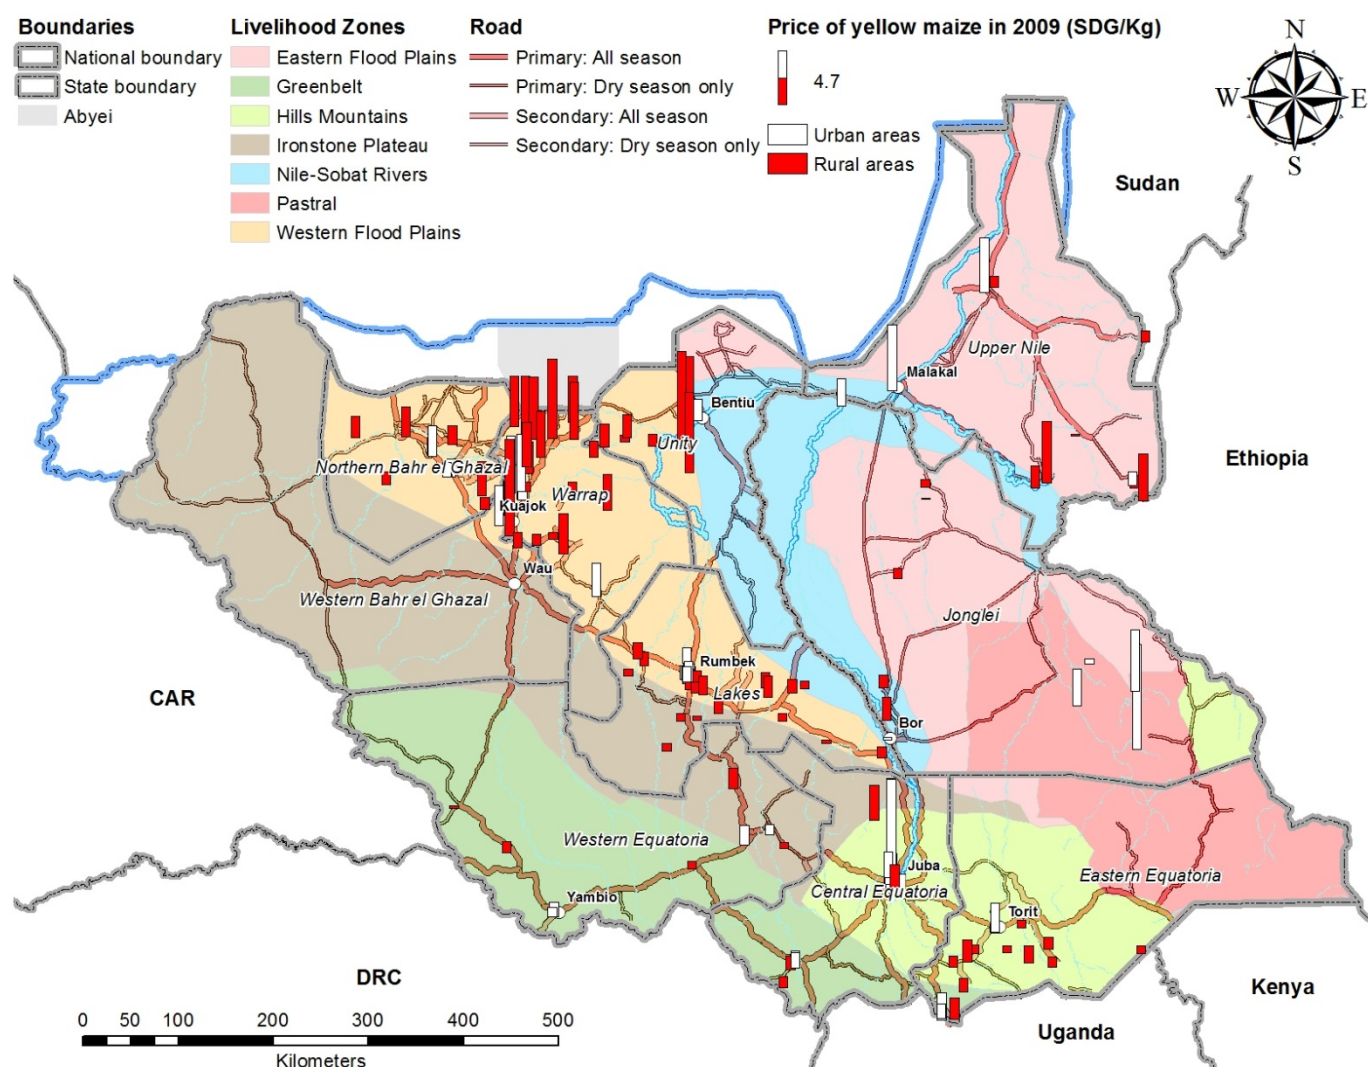 Boundaries
National boundary
State boundary
Abyei
Livelihood Zones
Eastern Flood Plains
Greenbelt
Hills Mountains
Ironstone Plateau
Nile-Sobat Rivers
Pastral
Western Flood Plains
Road
Primary: All season
Primary: Dry season only
Secondary: All season
Secondary: Dry season only
Price of yellow maize in 2009 (SDG/Kg)
4.7
Urban areas
Rural areas
N
W
E
S
Sudan
Upper Nile
Malakal
Bentiu
Unity
Ethiopia
Northern Bahr el Ghazal
Warrap
Kuajok
Wau
Western Bahr el Ghazal
Jonglei
Rumbek
Lakes
CAR
Bor
Western Equatoria
Juba
Central Equatoria
Eastern Equatoria
Yambio
Torit
DRC
Kenya
Uganda
0 50 100 200 300 400 500
Kilometers